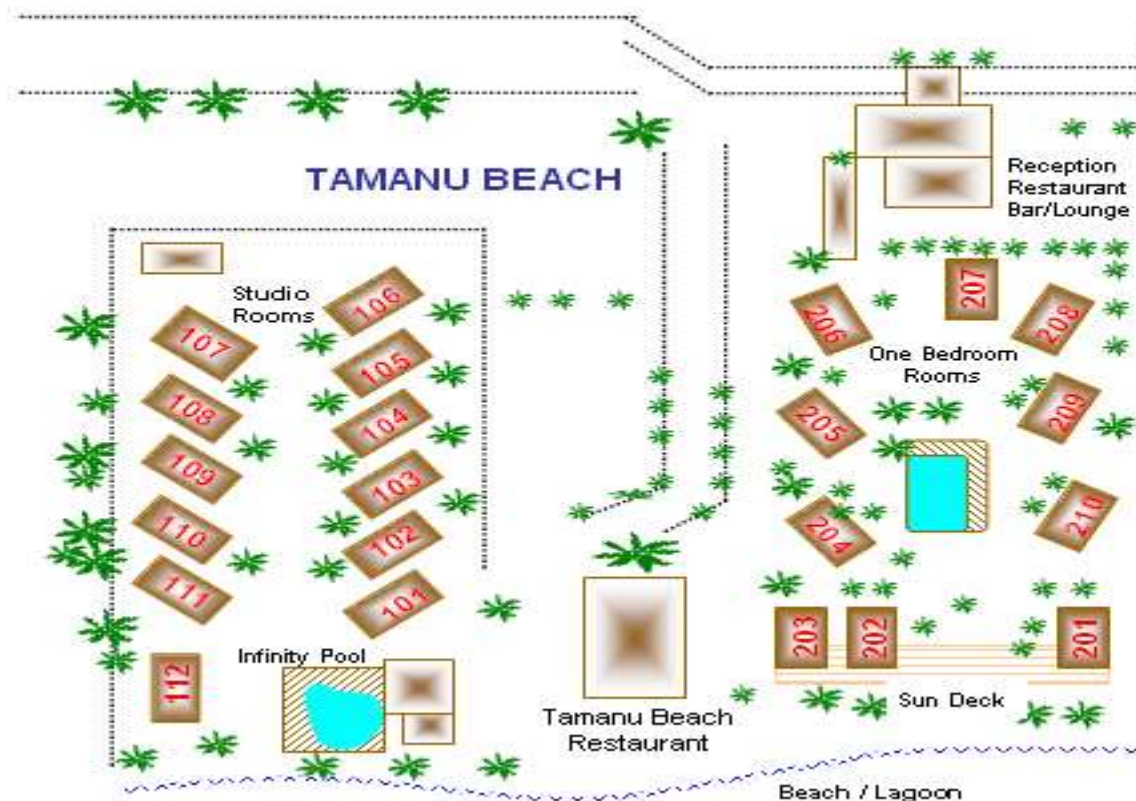 TAMANU BEACH
Reception
Restaurant
Bar/Lounge
Studio
Rooms
106
107
105
108
104
109
103
110
102
111
101
112
Infinity Pool
Tamanu Beach
Restaurant
207
206
208
One Bedroom
Rooms
205
209
204
210
203
202
201
Sun Deck
Beach / Lagoon